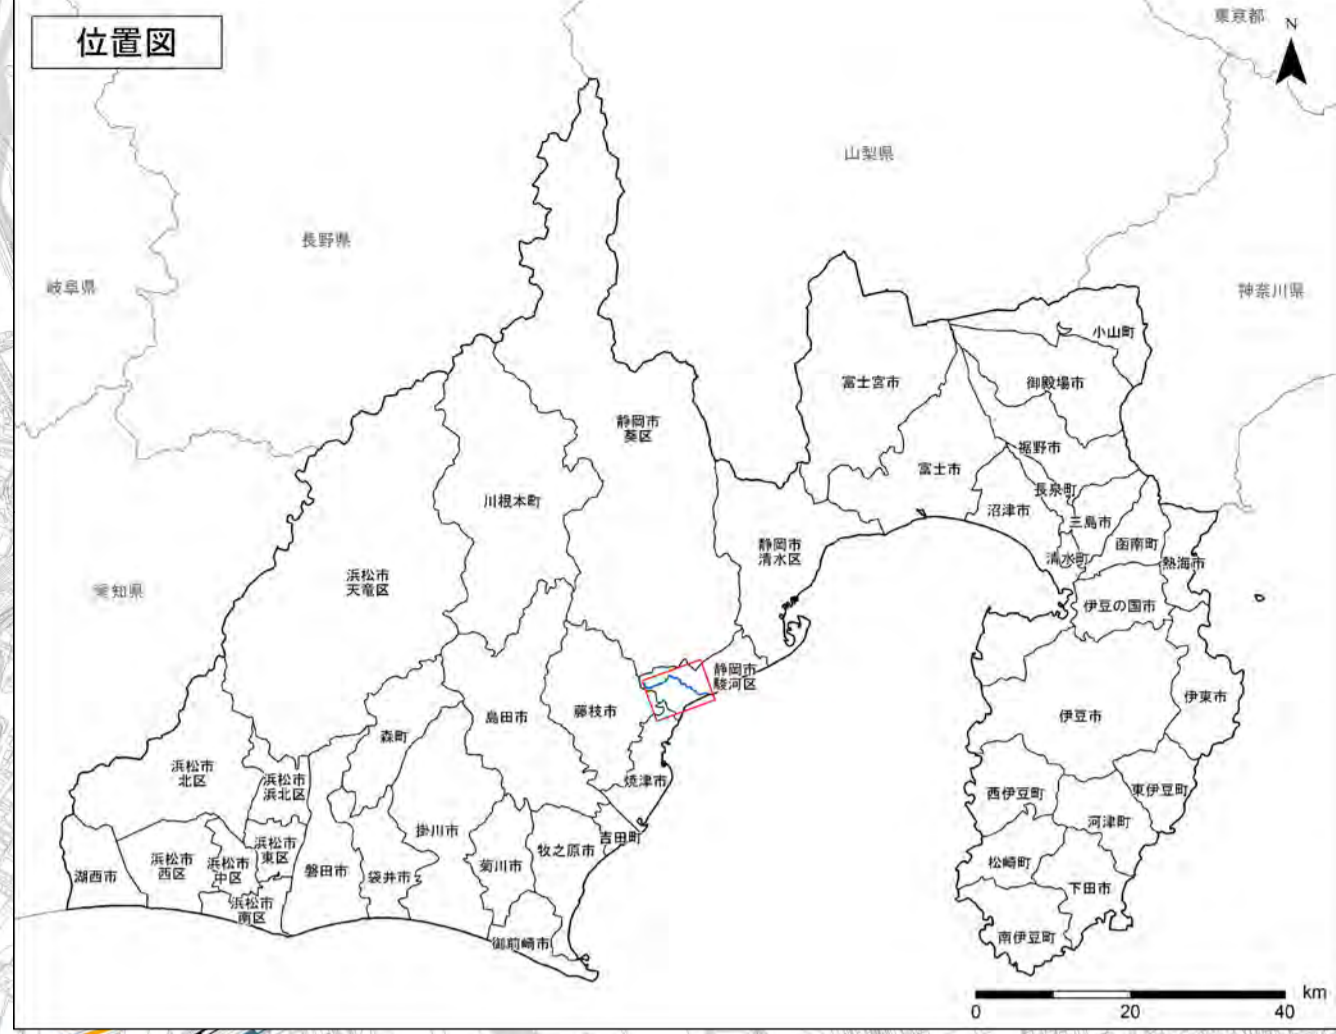 位置図
東京都
N
山梨県
長野県
岐阜県
神奈川県
小山町
富士宮市
御殿場市
静岡市
葵区
裾野市
富士市
長泉町
川根本町
沼津市
三島市
函南町
静岡市
清水区
清水町
熱海市
浜松市
天竜区
愛知県
伊豆の国市
静岡市
駿河区
伊東市
島田市
藤枝市
伊豆市
森町
浜松市
北区
浜松市
浜北区
焼津市
西伊豆町
東伊豆町
河津町
掛川市
吉田町
浜松市
東区
牧之原市
松崎町
湖西市
浜松市
西区
浜松市
中区
磐田市
袋井市
菊川市
下田市
浜松市
南区
御前崎市
南伊豆町
km
0
20
40